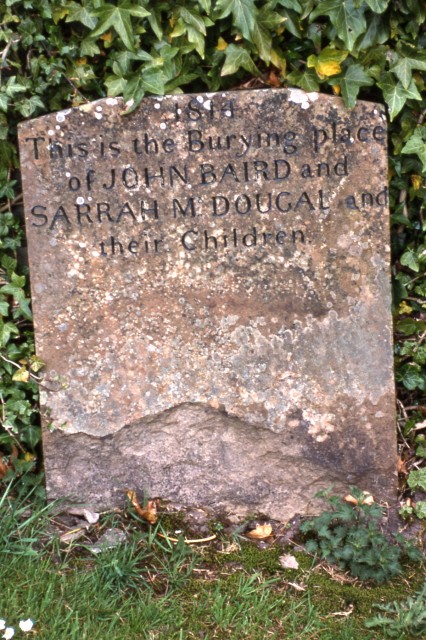 1814
This is the Burying place
of JOHN BAIRD and
SARRAH M DOUGAL and
their Children.